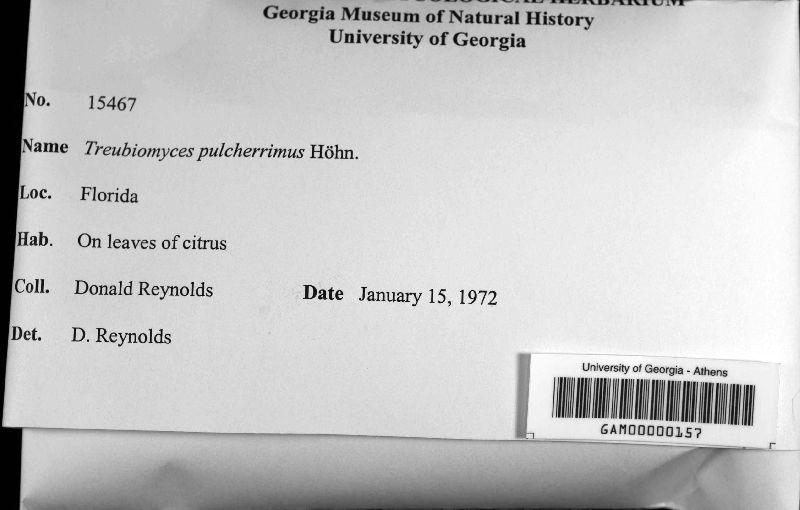 HERBARIUM
Georgia Museum of Natural History
University of Georgia
No. 15467
Name Treubiomyces pulcherrimus Höhn.
Loc. Florida
Hab. On leaves of citrus
Coll. Donald Reynolds Date January 15, 1972
Det. D. Reynolds
University of Georgia - Athens
GAM00000157